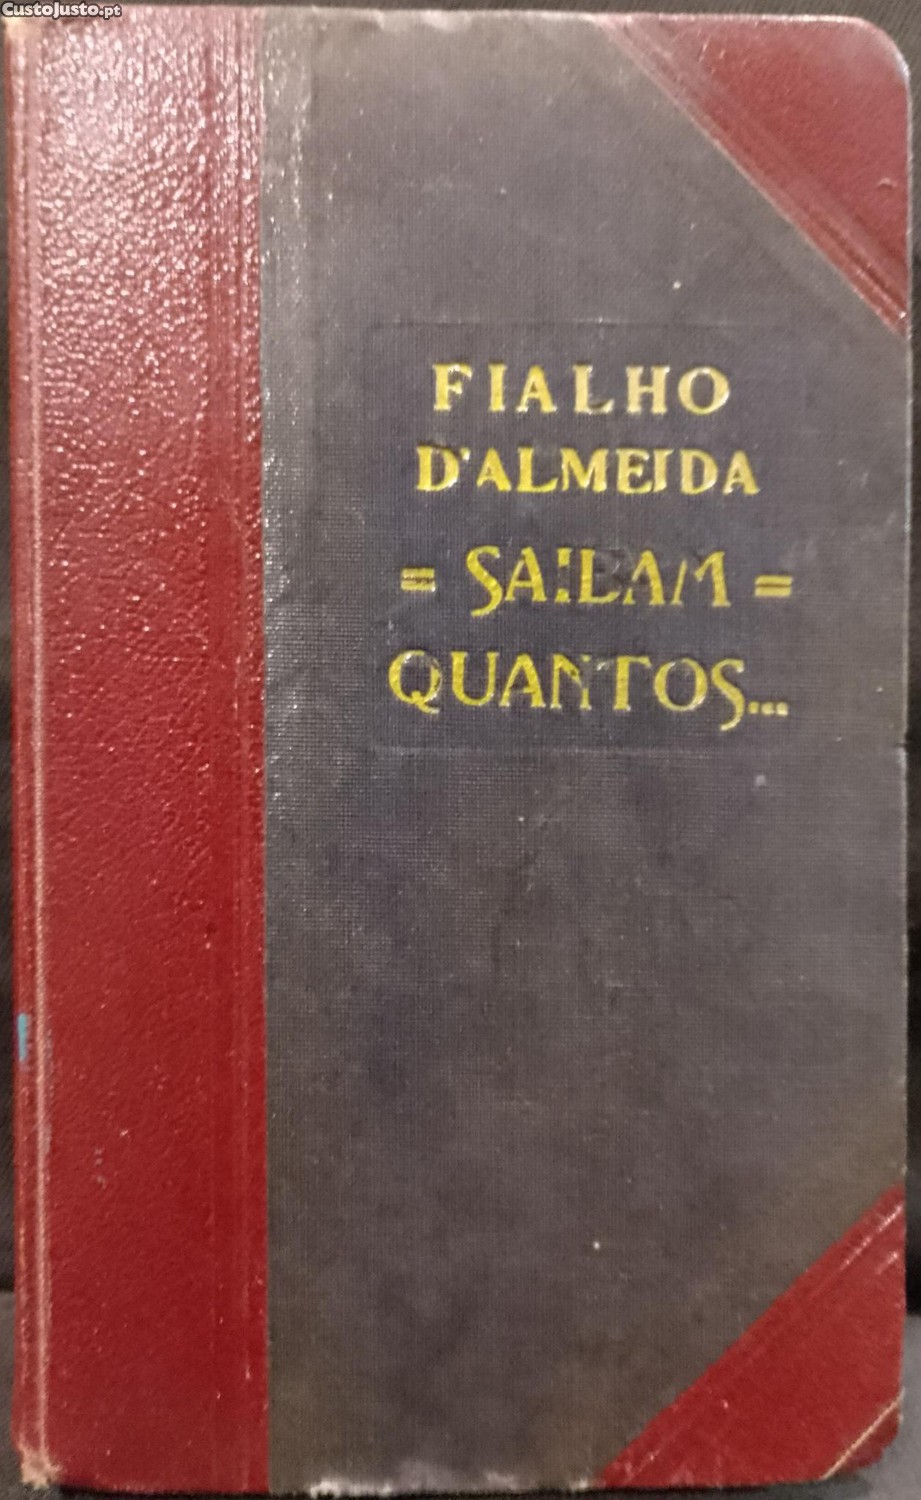 CustoJusto.pt
FIALHO
D'ALMEIDA
= SAIBAM =
QUANTOS...